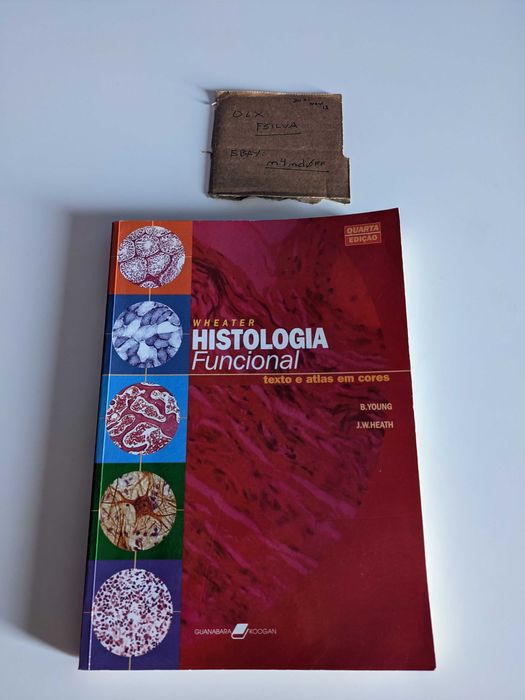 OLX
FSILVA
EBAY:
QUARTA
EDIÇÃO
WHEATER
HISTOLOGIA
Funcional
texto e atlas em cores
B.YOUNG
J.W.HEATH
GUANABARA KOOGAN